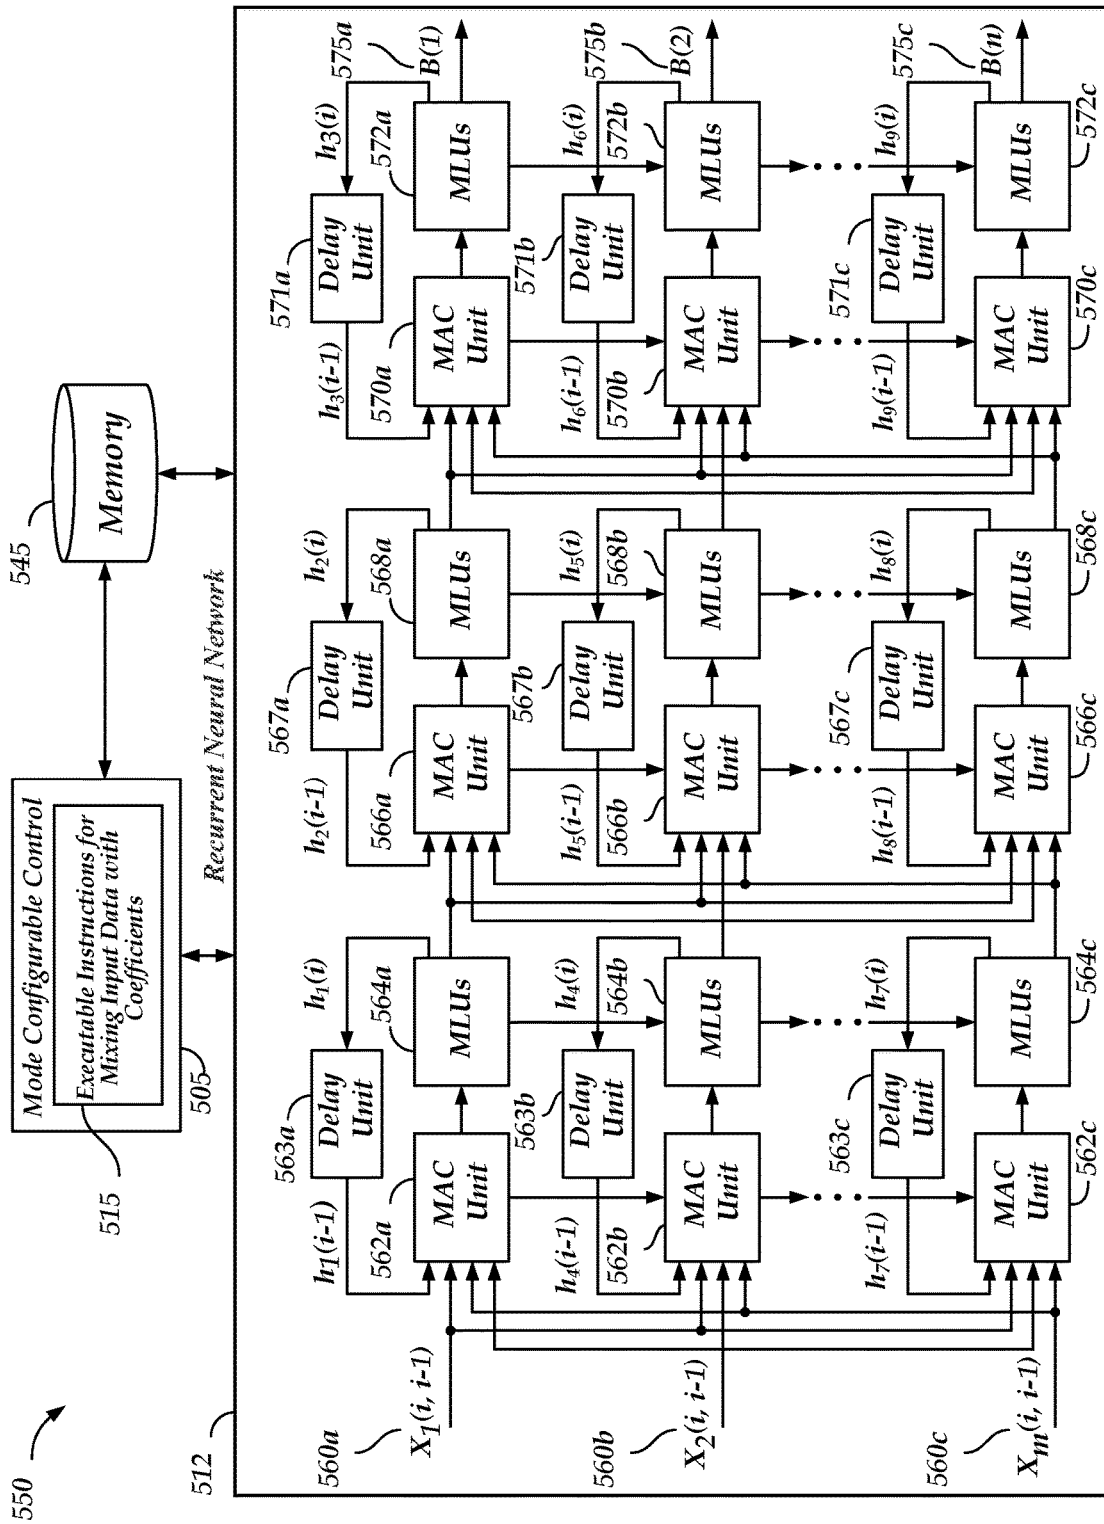 550
515
Mode Configurable Control
Executable Instructions for
Mixing Input Data with
Coefficients
505
545
Memory
512
Recurrent Neural Network
h1(i-1)
563a
Delay
Unit
h1(i)
h2(i-1)
567a
Delay
Unit
h2(i)
h3(i-1)
571a
Delay
Unit
h3(i)
575a
560a
X1(i, i-1)
562a
MAC
Unit
564a
MLUs
566a
MAC
Unit
568a
MLUs
570a
MAC
Unit
572a
MLUs
B(1)
h4(i-1)
563b
Delay
Unit
h4(i)
h5(i-1)
567b
Delay
Unit
h5(i)
h6(i-1)
571b
Delay
Unit
h6(i)
575b
560b
X2(i, i-1)
562b
MAC
Unit
564b
MLUs
566b
MAC
Unit
568b
MLUs
570b
MAC
Unit
572b
MLUs
B(2)
h7(i-1)
563c
Delay
Unit
h7(i)
h8(i-1)
567c
Delay
Unit
h8(i)
h9(i-1)
571c
Delay
Unit
h9(i)
575c
560c
Xm(i, i-1)
MAC
Unit
562c
MLUs
564c
MAC
Unit
566c
MLUs
568c
MAC
Unit
570c
MLUs
572c
B(n)